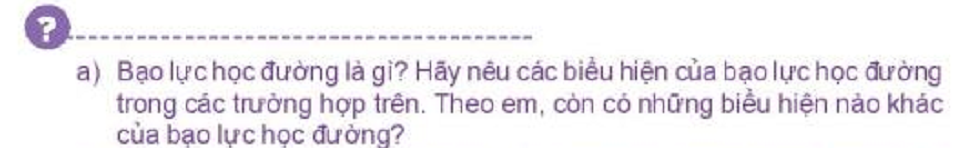 ?
a) Bạo lực học đường là gì? Hãy nêu các biểu hiện của bạo lực học đường
trong các trường hợp trên. Theo em, còn có những biểu hiện nào khác
của bạo lực học đường?